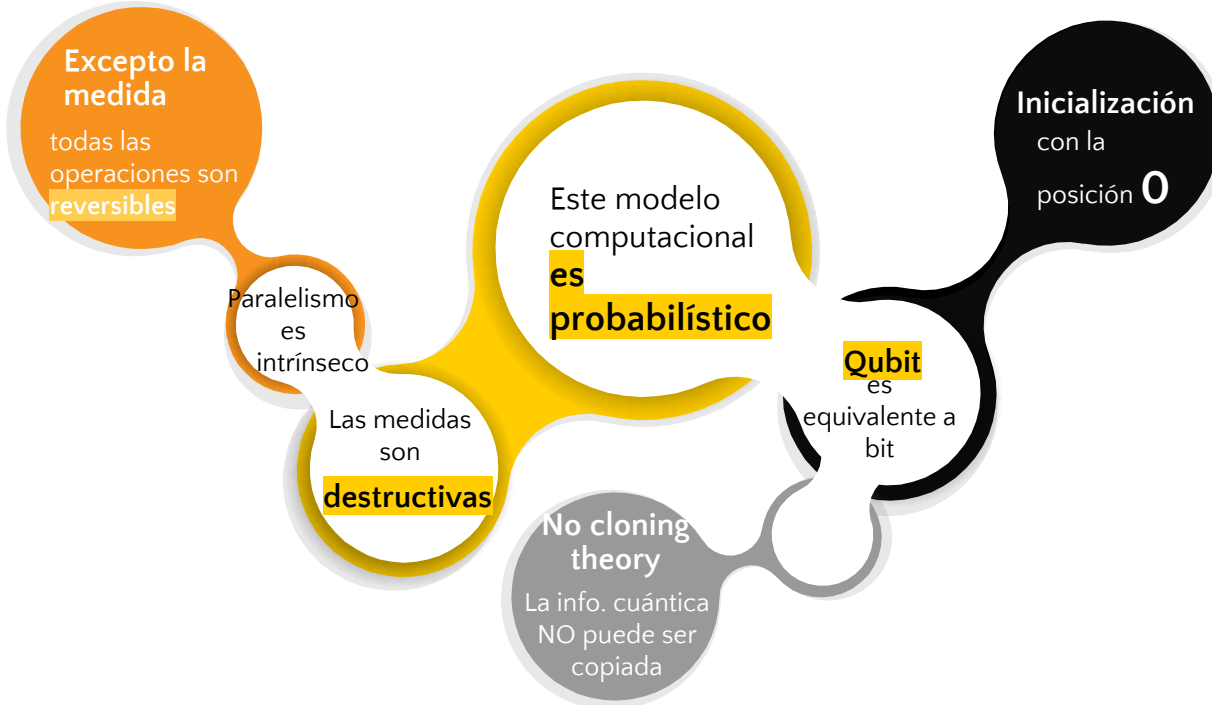 Excepto la
medida
todas las
operaciones son
reversibles
Paralelismo
es
intrínseco
Las medidas
son
destructivas
Este modelo
computacional
es
probabilístico
Inicialización
con la
posición 0
Qubit
es
equivalente a
bit
No cloning
theory
La info. cuántica
NO puede ser
copiada